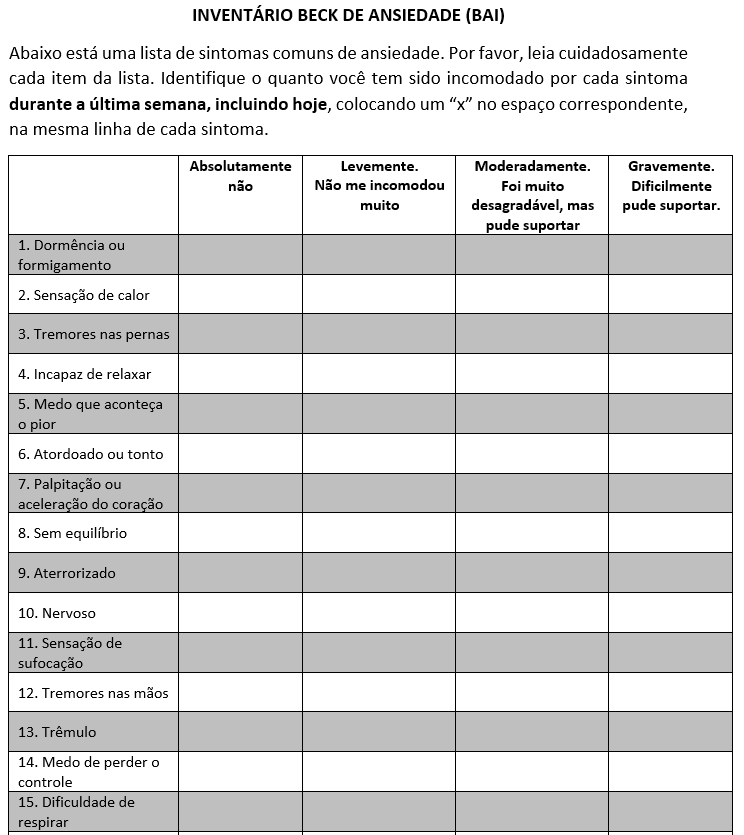 INVENTÁRIO BECK DE ANSIEDADE (BAI)
Abaixo está uma lista de sintomas comuns de ansiedade. Por favor, leia cuidadosamente
cada item da lista. Identifique o quanto você tem sido incomodado por cada sintoma
durante a última semana, incluindo hoje, colocando um “x” no espaço correspondente,
na mesma linha de cada sintoma.
Absolutamente
não
Levemente.
Não me incomodou
muito
Moderadamente.
Foi muito
desagradável, mas
pude suportar
Gravemente.
Dificilmente
pude suportar.
1. Dormência ou
formigamento
2. Sensação de calor
3. Tremores nas pernas
4. Incapaz de relaxar
5. Medo que aconteça
o pior
6. Atordoado ou tonto
7. Palpitação ou
aceleração do coração
8. Sem equilíbrio
9. Aterrorizado
10. Nervoso
11. Sensação de
sufocação
12. Tremores nas mãos
13. Trêmulo
14. Medo de perder o
controle
15. Dificuldade de
respirar